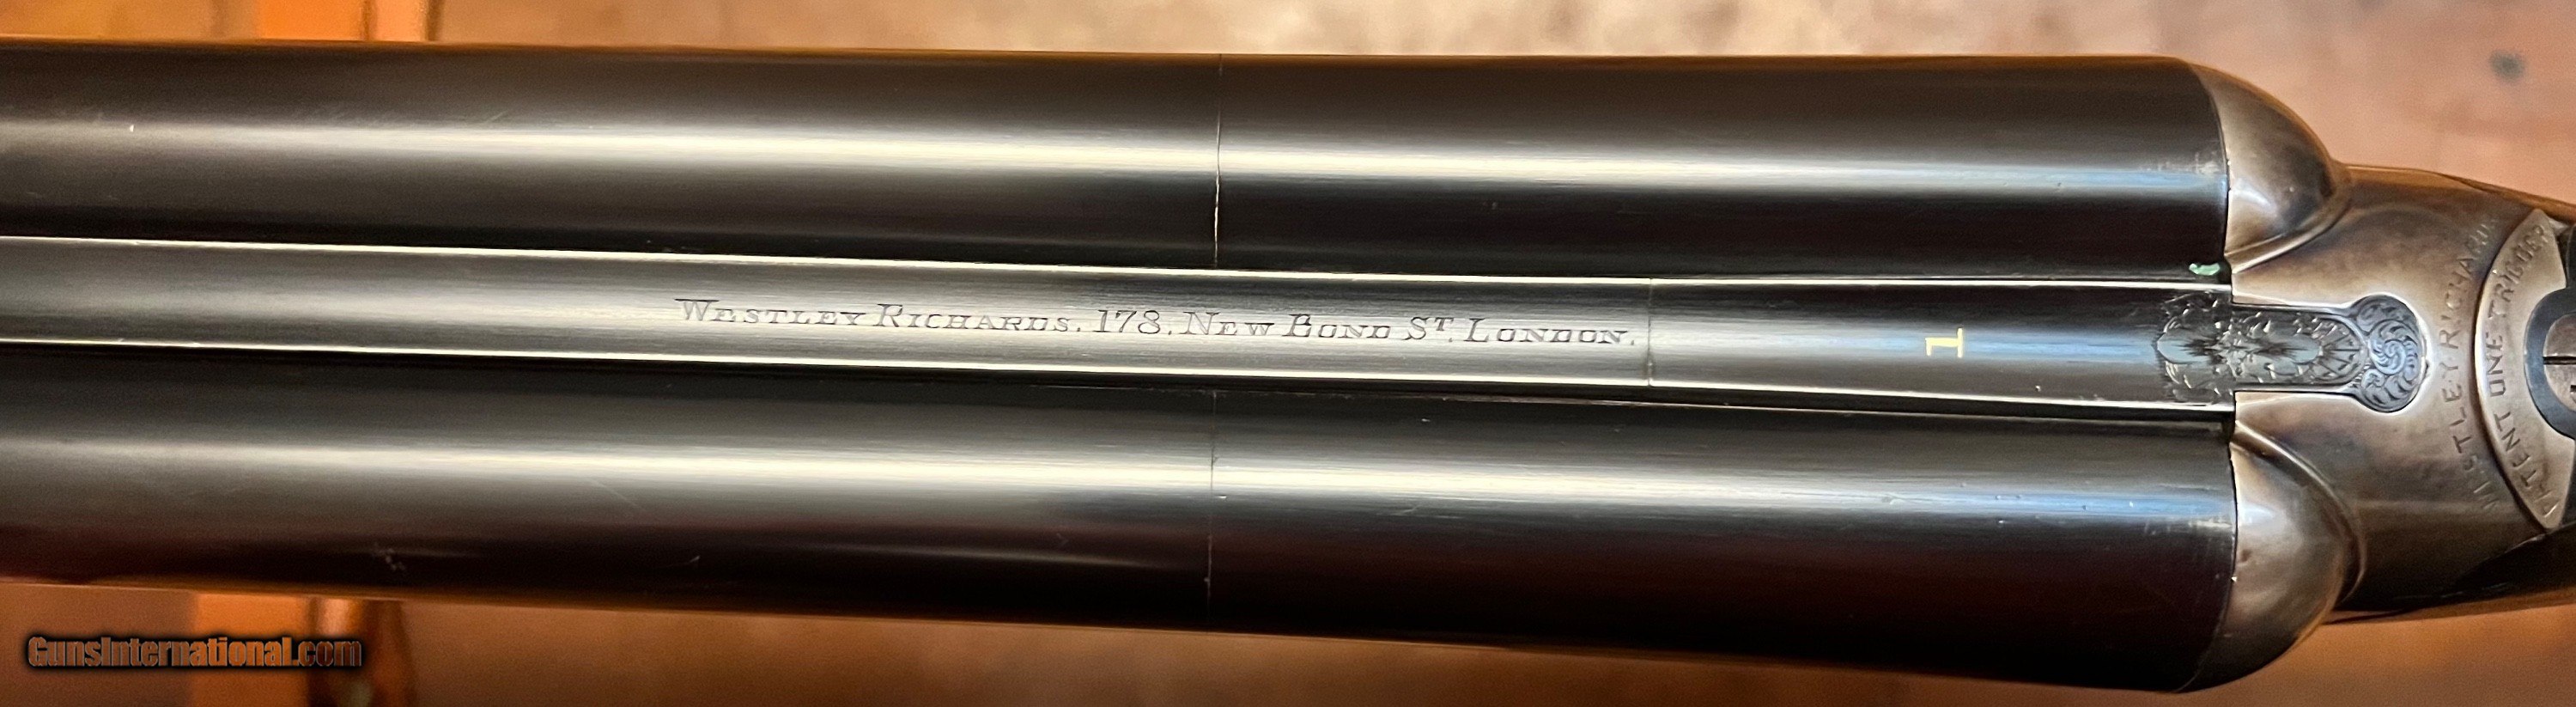 WESTLEY RICHARDS. 178. NEW BOND ST. LONDON.
1
WESTLEY RICHARDS
PATENT ONE TRIGGER
GunsInternational.com